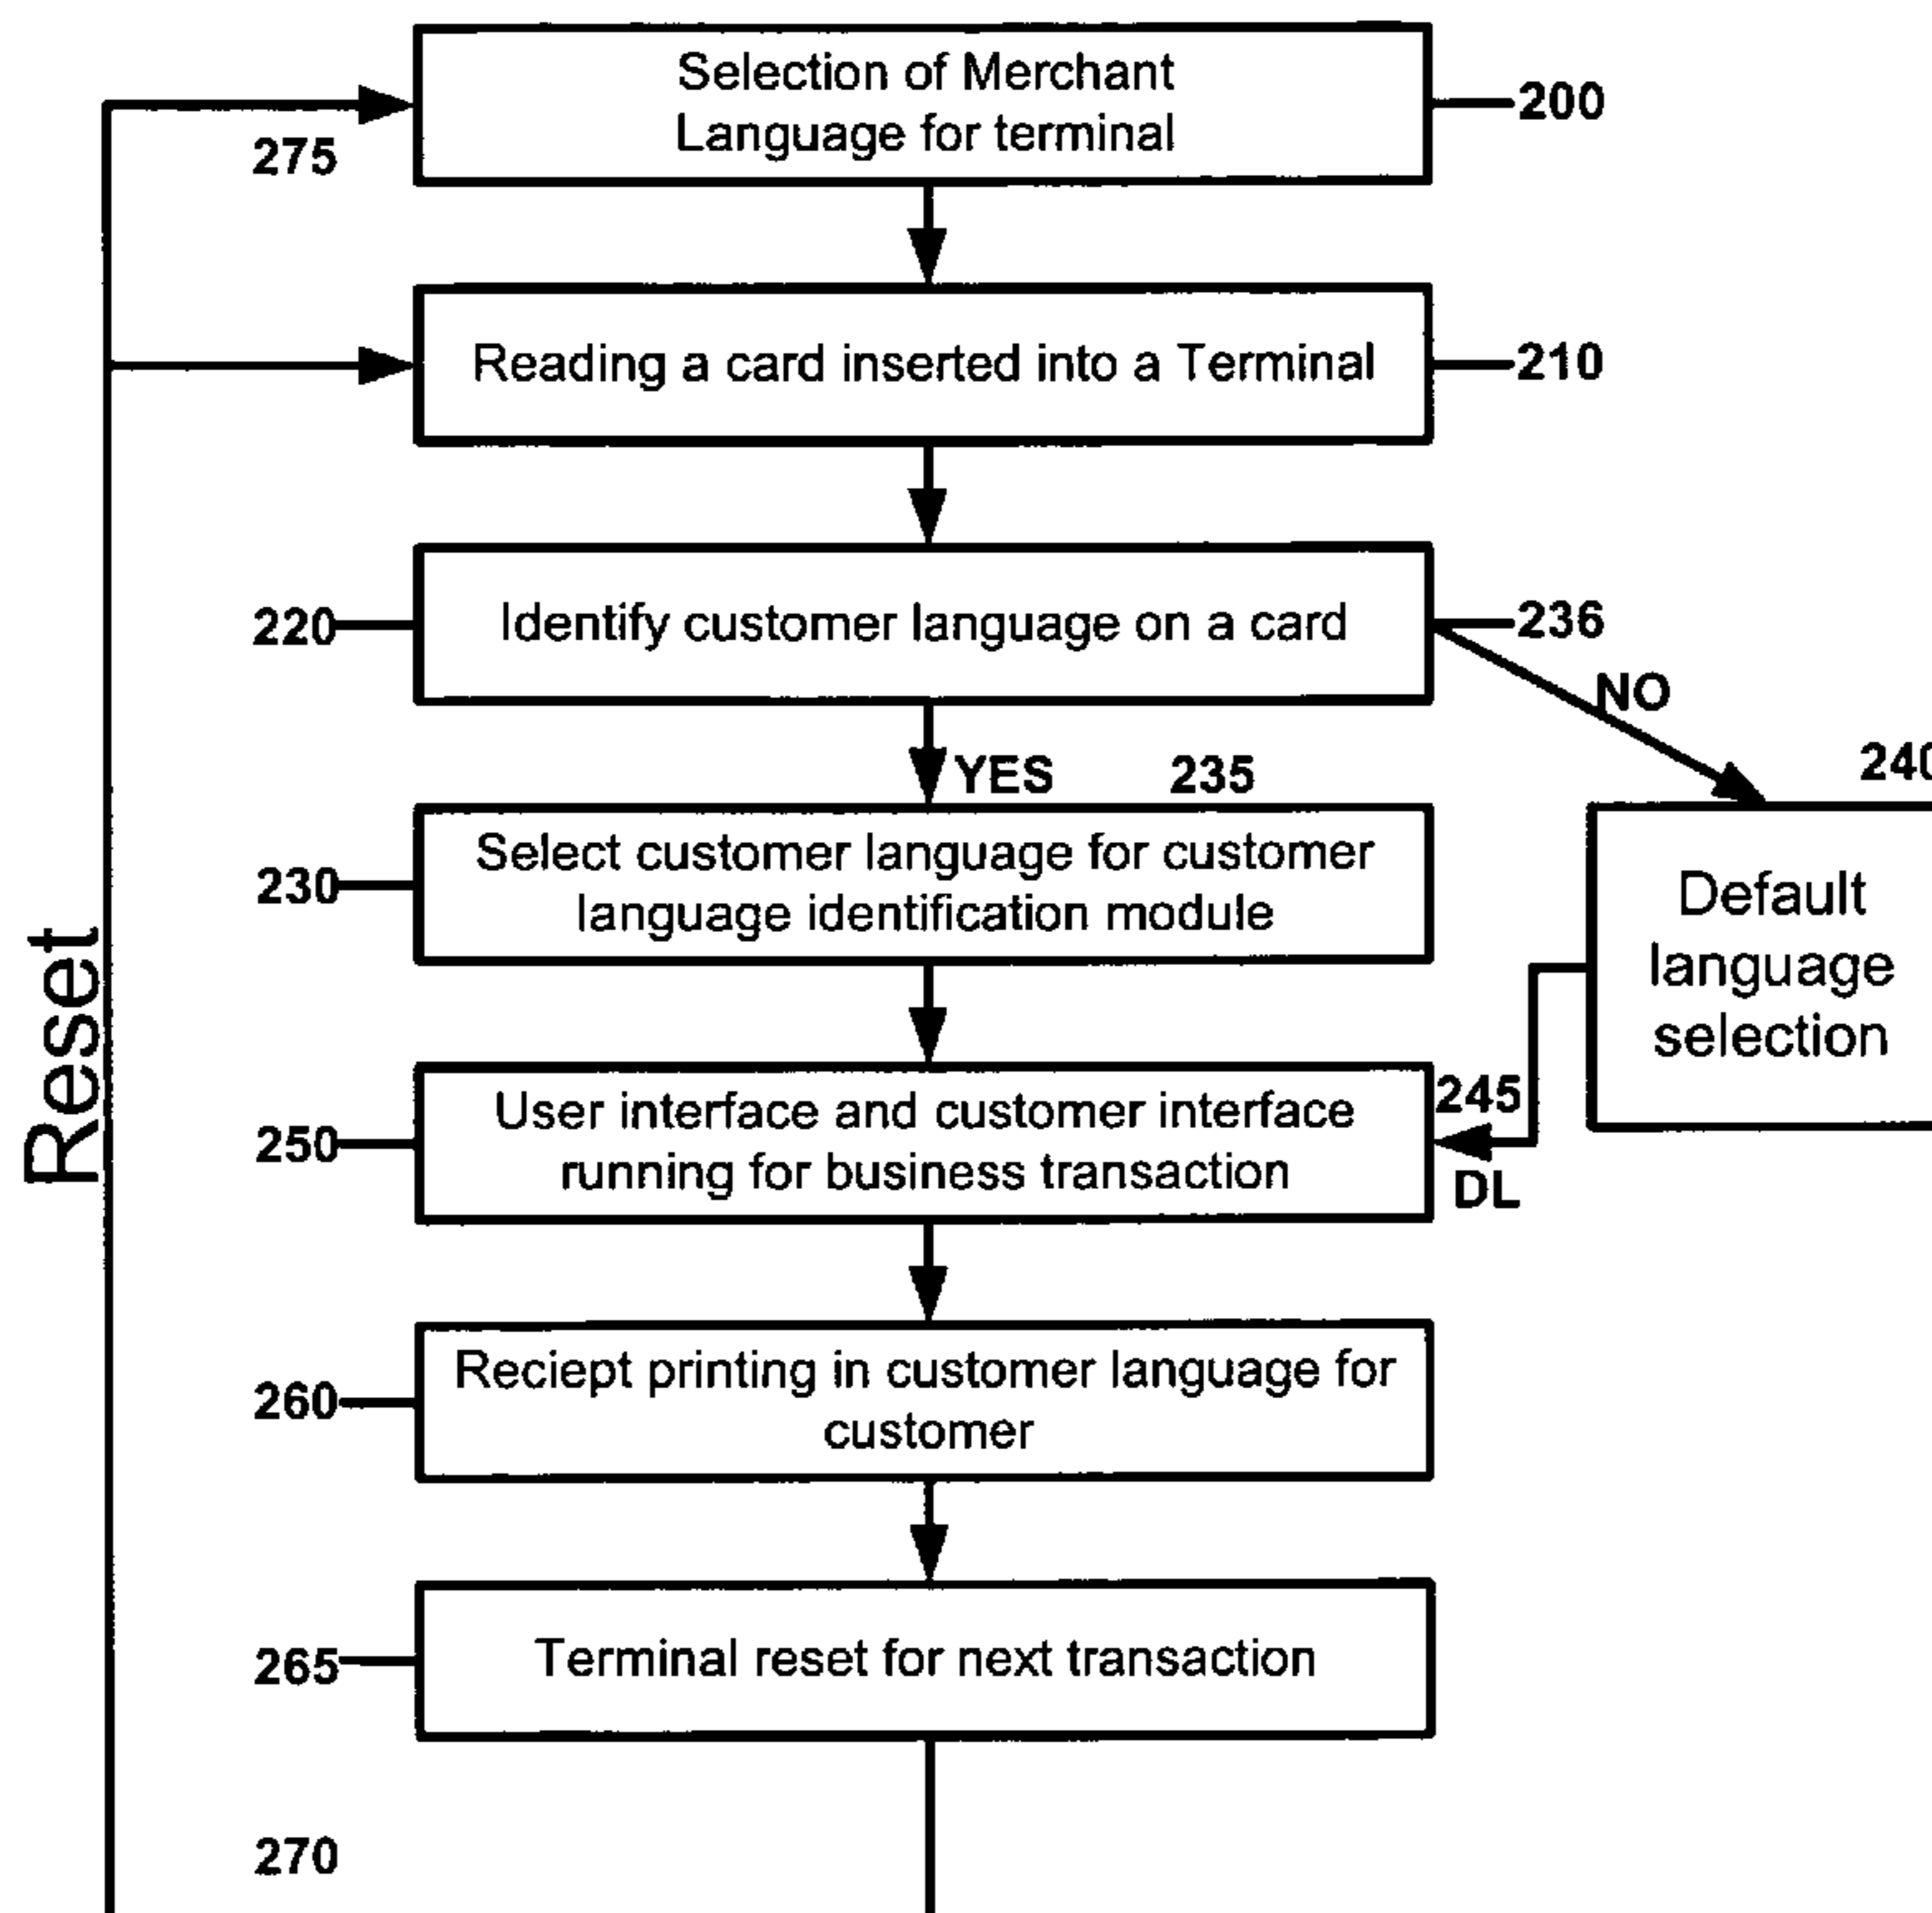 Selection of Merchant
Language for terminal
200
275
Reading a card inserted into a Terminal
210
220
Identify customer language on a card
236
NO
YES
235
240
230
Select customer language for customer
language identification module
Default
language
selection
Reset
250
User interface and customer interface
running for business transaction
245
DL
260
Reciept printing in customer language for
customer
265
Terminal reset for next transaction
270